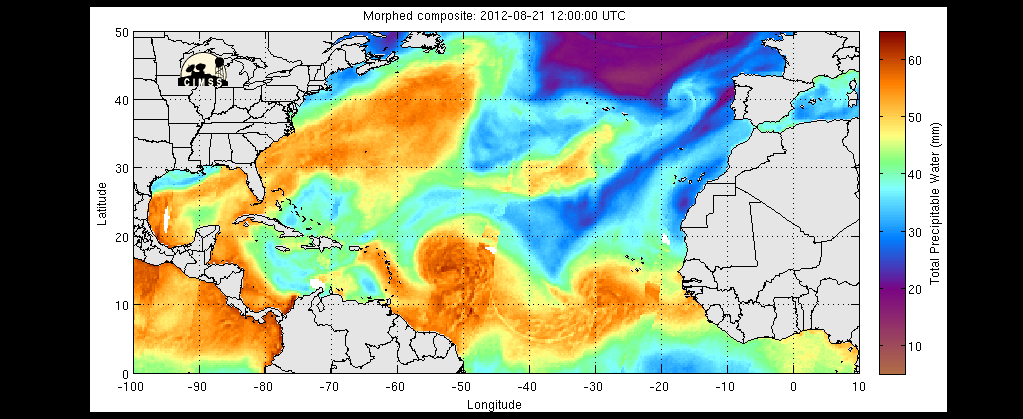 Morphed composite: 2012-08-21 12:00:00 UTC
50
40
30
20
10
0
Latitude
CIMSS
-100 -90 -80 -70 -60 -50 -40 -30 -20 -10 0 10
Longitude
60
50
40
30
20
10
Total Precipitable Water (mm)